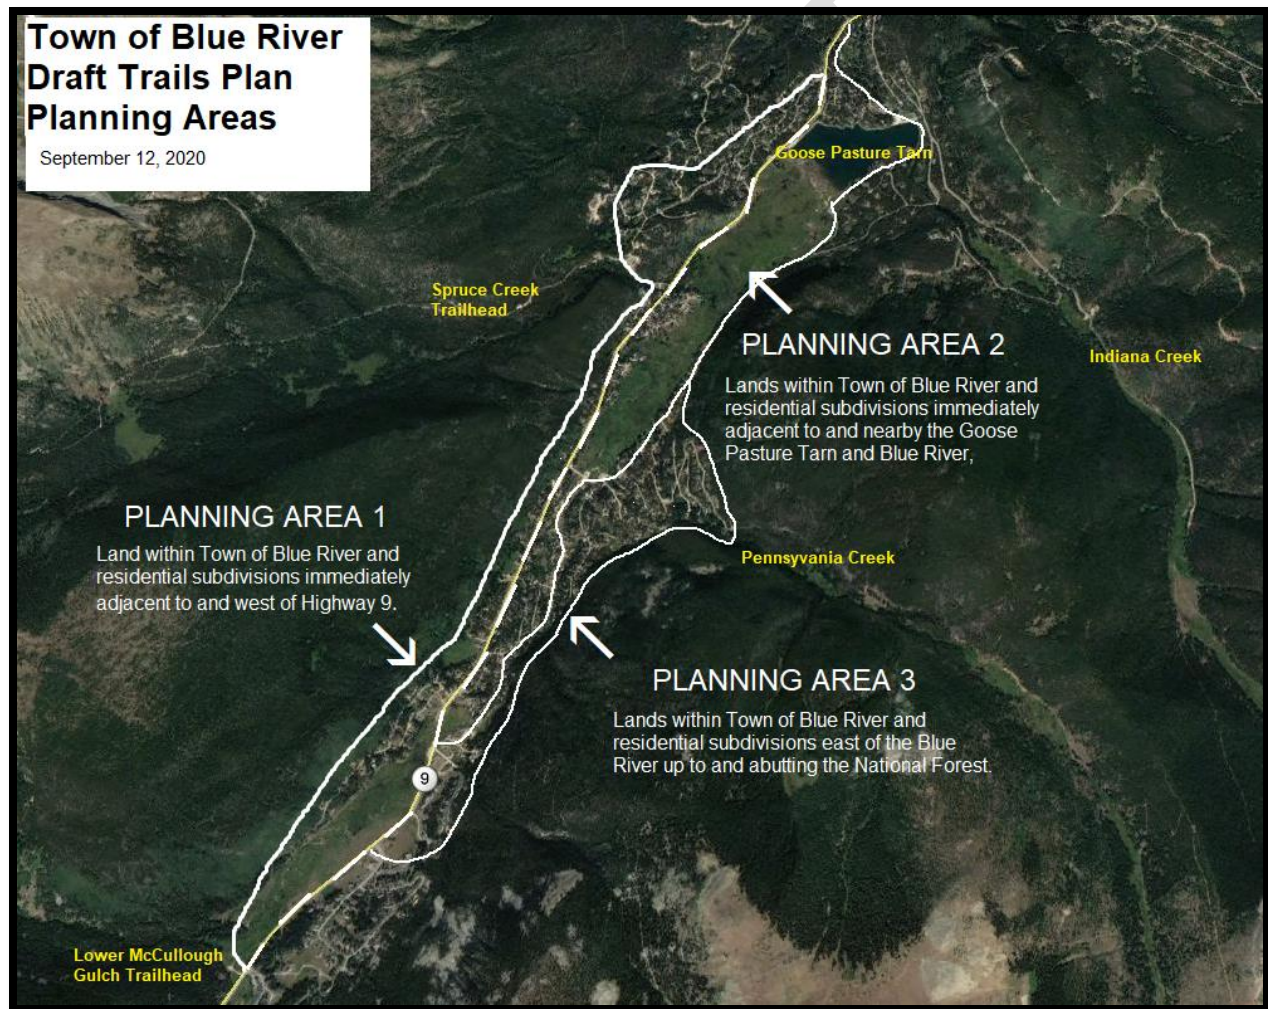 Town of Blue River
Draft Trails Plan
Planning Areas
September 12, 2020
Goose Pasture Tarn
Spruce Creek
Trailhead
PLANNING AREA 2
Lands within Town of Blue River and
residential subdivisions immediately
adjacent to and nearby the Goose
Pasture Tarn and Blue River,
Indiana Creek
PLANNING AREA 1
Land within Town of Blue River and
residential subdivisions immediately
adjacent to and west of Highway 9.
Pennsyvania Creek
PLANNING AREA 3
Lands within Town of Blue River and
residential subdivisions east of the Blue
River up to and abutting the National Forest.
9
Lower McCullough
Gulch Trailhead